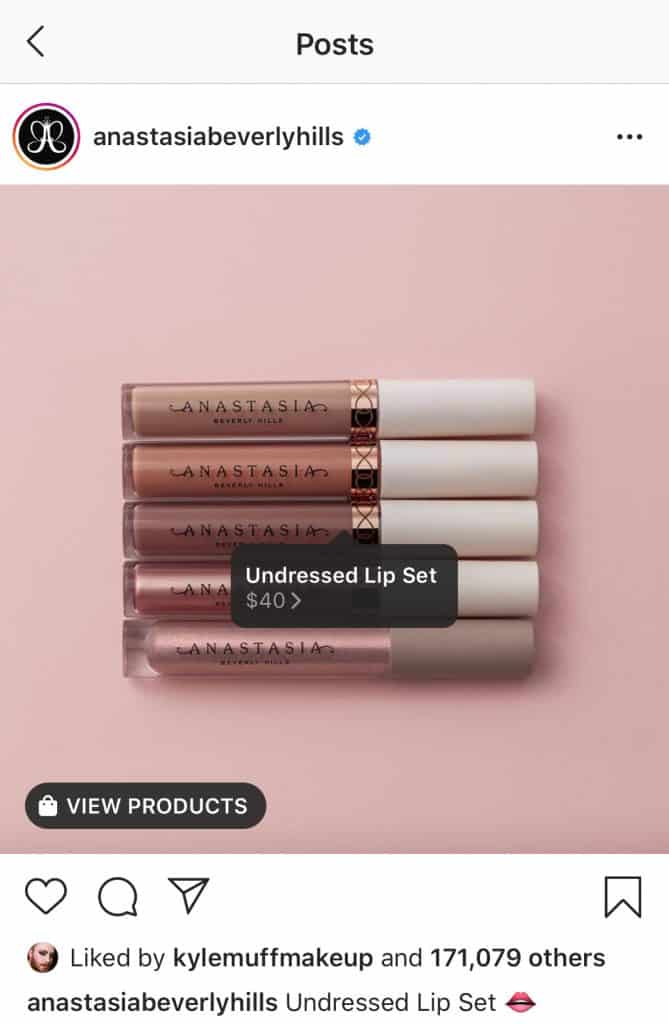 Posts
anastasiabeverlyhills
ANASTASIA
BEVERLY HILLS
ANASTASIA
BEVERLY HILLS
ANASTASIA
Undressed Lip Set
$40
ANASTASIA
BEVERLY HILLS
VIEW PRODUCTS
Liked by kylemuffmakeup and 171,079 others
anastasiabeverlyhills Undressed Lip Set 👄